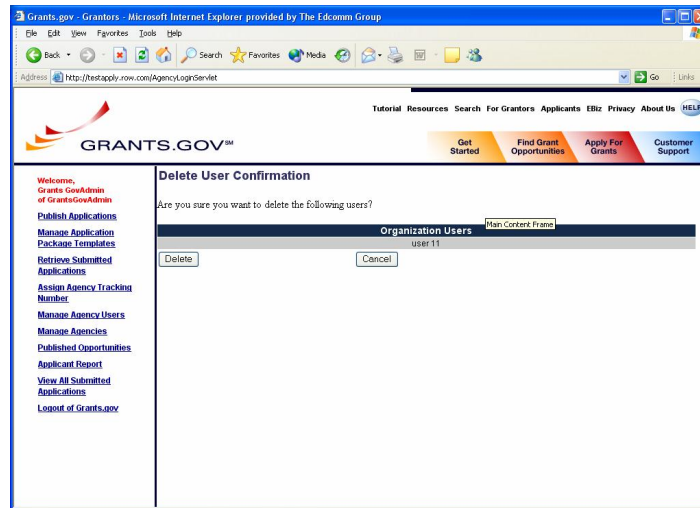 Grants.gov - Grantors - Microsoft Internet Explorer provided by The Edcomm Group
File Edit View Favorites Tools Help
Back Search Favorites Media
Address http://testapply.row.com/AgencyLoginServlet Go Links
Tutorial Resources Search For Grantors Applicants EBiz Privacy About Us HELP
GRANTS.GOV℠
Get Started
Find Grant Opportunities
Apply For Grants
Customer Support
Welcome,
Grants GovAdmin
of GrantsGovAdmin
Publish Applications
Manage Application
Package Templates
Retrieve Submitted
Applications
Assign Agency Tracking
Number
Manage Agency Users
Manage Agencies
Published Opportunities
Applicant Report
View All Submitted
Applications
Logout of Grants.gov
Delete User Confirmation
Are you sure you want to delete the following users?
Main Content Frame
Organization Users
user 11
Delete Cancel